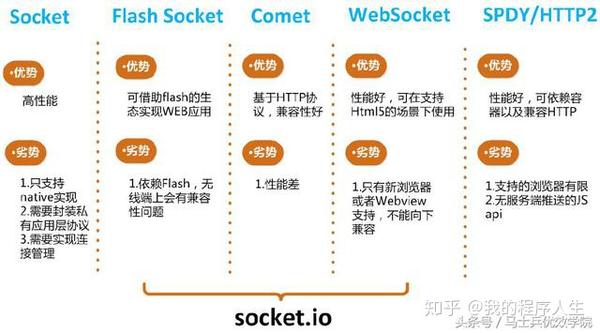 Socket
•优势
高性能
•劣势
1.只支持
native实现
2.需要封装私
有应用层协议
3.需要实现连
接管理
Flash Socket
•优势
可借助flash的生
态实现WEB应用
•劣势
1.依赖Flash，无
线端上会有兼容
性问题
Comet
•优势
基于HTTP协
议，兼容性好
•劣势
1.性能差
WebSocket
•优势
性能好，可在支持
Html5的场景下使用
•劣势
1.只有新浏览器
或者Webview
支持，不能向下
兼容
SPDY/HTTP2
•优势
性能好，可依赖容
器以及兼容HTTP
•劣势
1.支持的浏览器有限
2.无服务端推送的JS
api
socket.io
知乎 @我的程序人生
头条号 / 马士兵优效学院